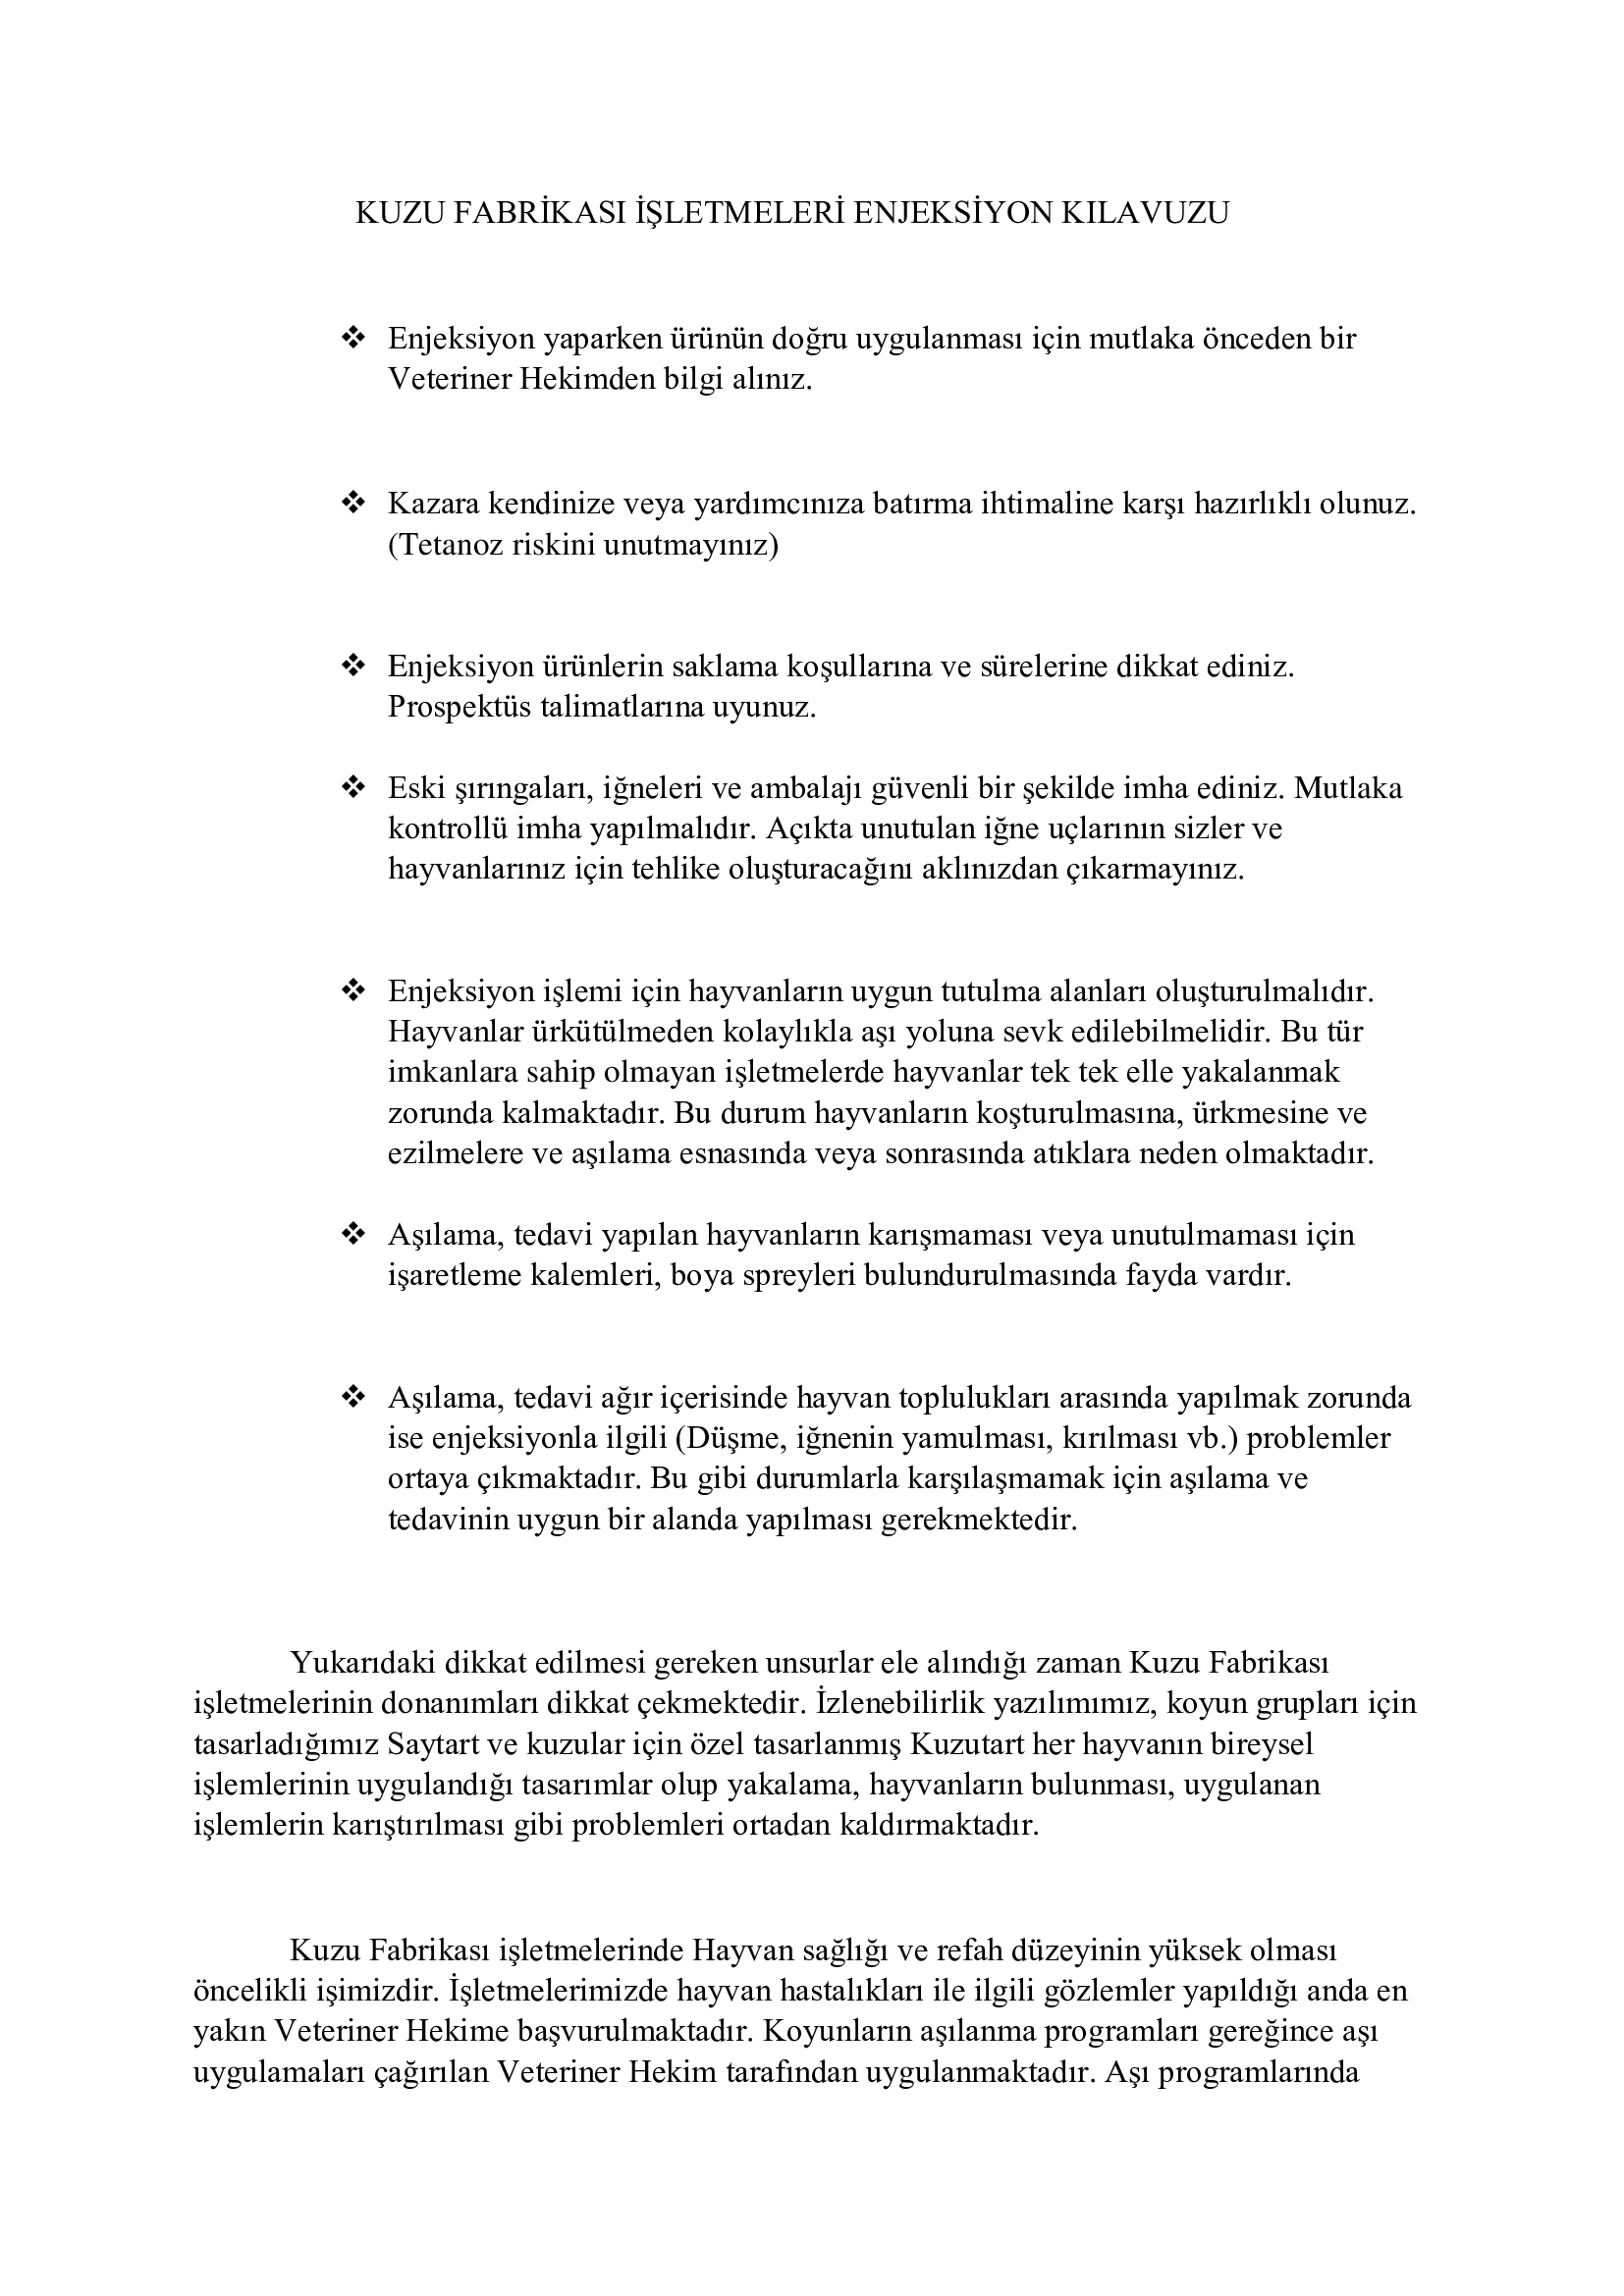 KUZU FABRİKASI İŞLETMELERİ ENJEKSİYON KILAVUZU
❖ Enjeksiyon yaparken ürünün doğru uygulanması için mutlaka önceden bir
Veteriner Hekimden bilgi alınız.
❖ Kazara kendinize veya yardımcınıza batırma ihtimaline karşı hazırlıklı olunuz.
(Tetanoz riskini unutmayınız)
❖ Enjeksiyon ürünlerin saklama koşullarına ve sürelerine dikkat ediniz.
Prospektüs talimatlarına uyunuz.
❖ Eski şırıngaları, iğneleri ve ambalajı güvenli bir şekilde imha ediniz. Mutlaka
kontrollü imha yapılmalıdır. Açıkta unutulan iğne uçlarının sizler ve
hayvanlarınız için tehlike oluşturacağını aklınızdan çıkarmayınız.
❖ Enjeksiyon işlemi için hayvanların uygun tutulma alanları oluşturulmalıdır.
Hayvanlar ürkütülmeden kolaylıkla aşı yoluna sevk edilebilmelidir. Bu tür
imkanlara sahip olmayan işletmelerde hayvanlar tek tek elle yakalanmak
zorunda kalmaktadır. Bu durum hayvanların koşturulmasına, ürkmesine ve
ezilmelere ve aşılama esnasında veya sonrasında atıklara neden olmaktadır.
❖ Aşılama, tedavi yapılan hayvanların karışmaması veya unutulmaması için
işaretleme kalemleri, boya spreyleri bulundurulmasında fayda vardır.
❖ Aşılama, tedavi ağır içerisinde hayvan toplulukları arasında yapılmak zorunda
ise enjeksiyonla ilgili (Düşme, iğnenin yamulması, kırılması vb.) problemler
ortaya çıkmaktadır. Bu gibi durumlarla karşılaşmamak için aşılama ve
tedavinin uygun bir alanda yapılması gerekmektedir.
Yukarıdaki dikkat edilmesi gereken unsurlar ele alındığı zaman Kuzu Fabrikası
işletmelerinin donanımları dikkat çekmektedir. İzlenebilirlik yazılımımız, koyun grupları için
tasarladığımız Saytart ve kuzular için özel tasarlanmış Kuzutart her hayvanın bireysel
işlemlerinin uygulandığı tasarımlar olup yakalama, hayvanların bulunması, uygulanan
işlemlerin karıştırılması gibi problemleri ortadan kaldırmaktadır.
Kuzu Fabrikası işletmelerinde Hayvan sağlığı ve refah düzeyinin yüksek olması
öncelikli işimizdir. İşletmelerimizde hayvan hastalıkları ile ilgili gözlemler yapıldığı anda en
yakın Veteriner Hekime başvurulmaktadır. Koyunların aşılanma programları gereğince aşı
uygulamaları çağırılan Veteriner Hekim tarafından uygulanmaktadır. Aşı programlarında